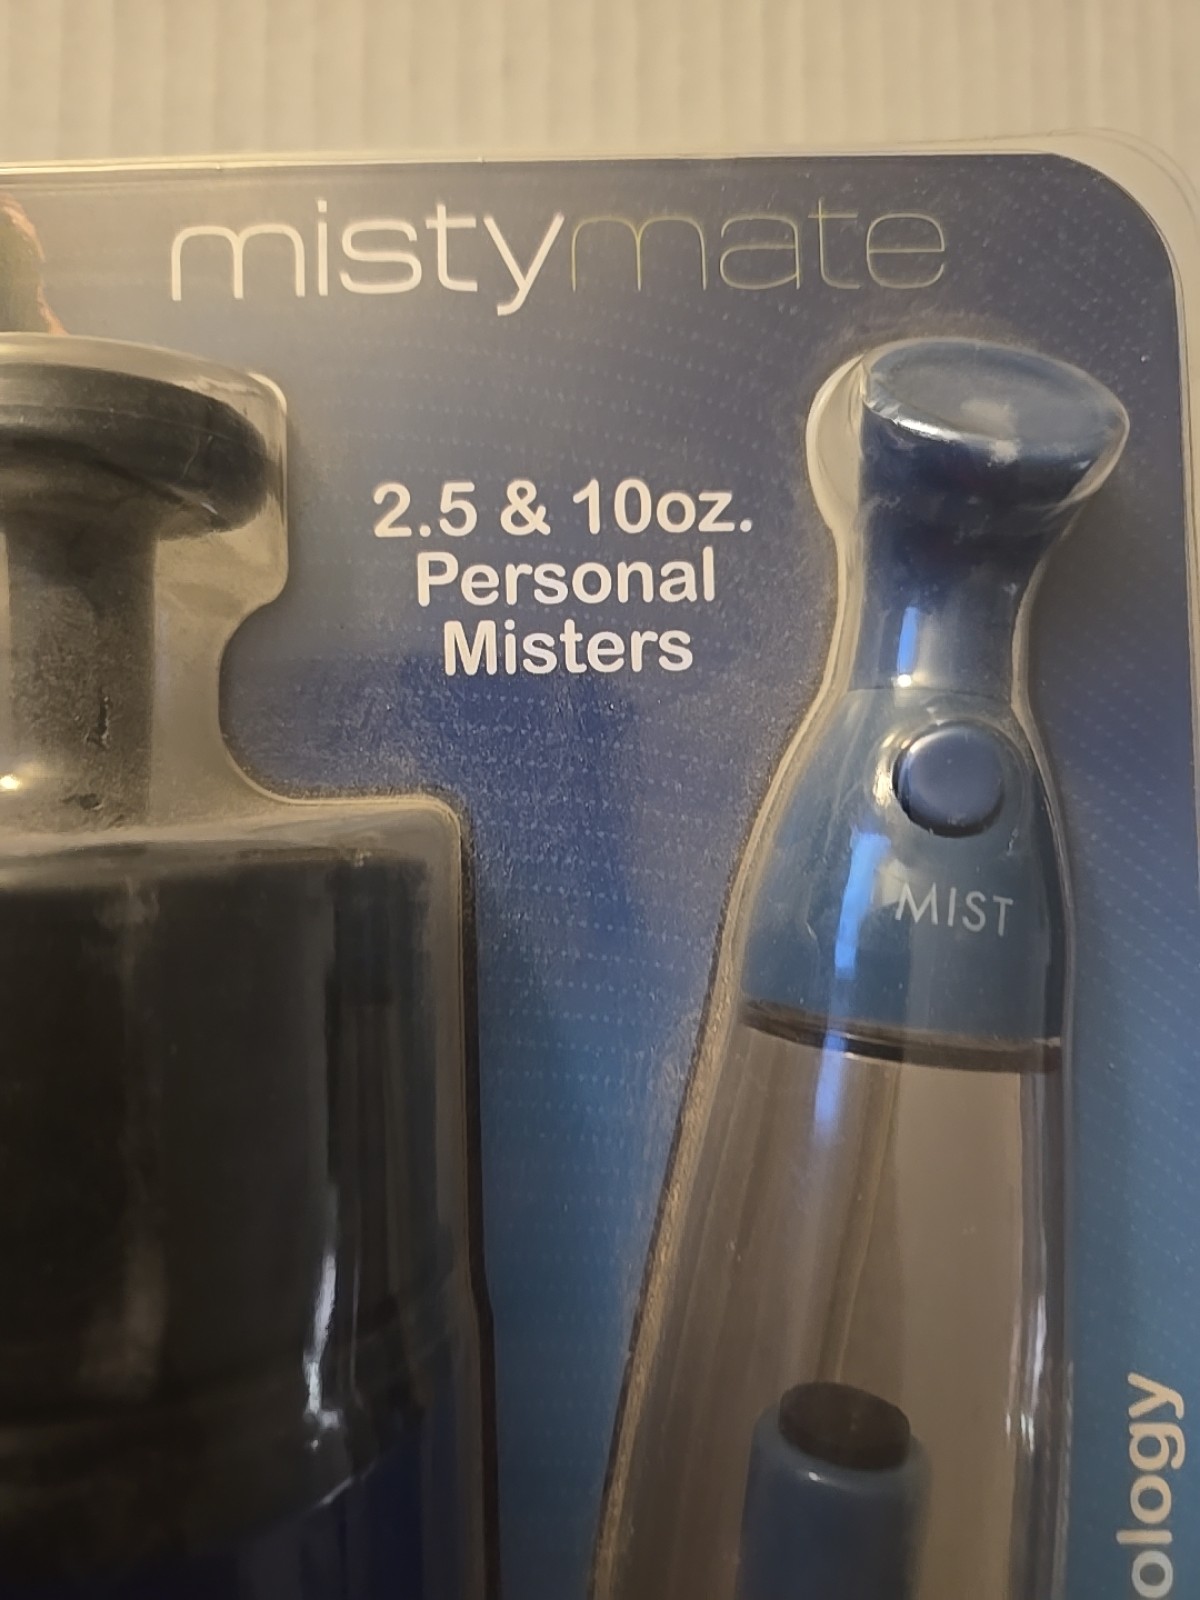 mistymate
2.5 & 10oz.
Personal
Misters
MIST
ology